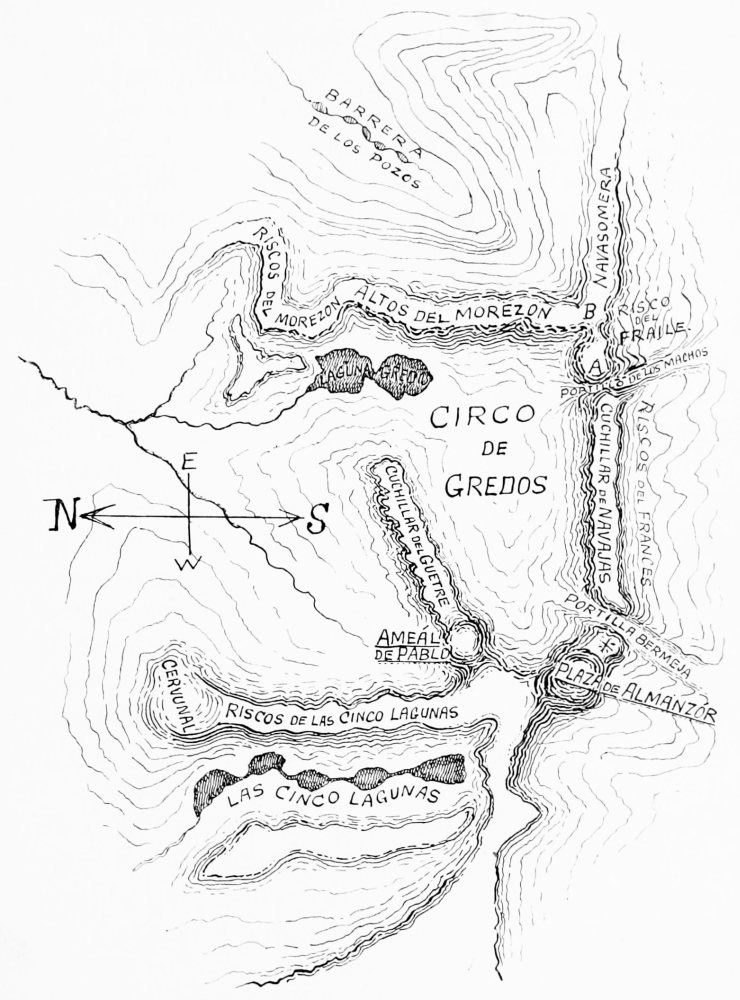 BARRERA
DE LOS POZOS
NAVASOMERA
RISCOS DEL
MOREZON
ALTOS DEL MOREZON
B
RISCO
DEL
FRAILE.
A
PORTILLO DE LOS MACHOS
LAGUNA GREDOS
CIRCO
DE
GREDOS
CUCHILLAR DE NAVAJAS
RISCOS DEL FRANCES
CUCHILLAR DEL GUETRE
E
N
S
W
PORTILLA BERMEJA
AMEAL
DE PABLO
PLAZA DE ALMANZÓR
CERVUNAL
RISCOS DE LAS CINCO LAGUNAS
LAS CINCO LAGUNAS